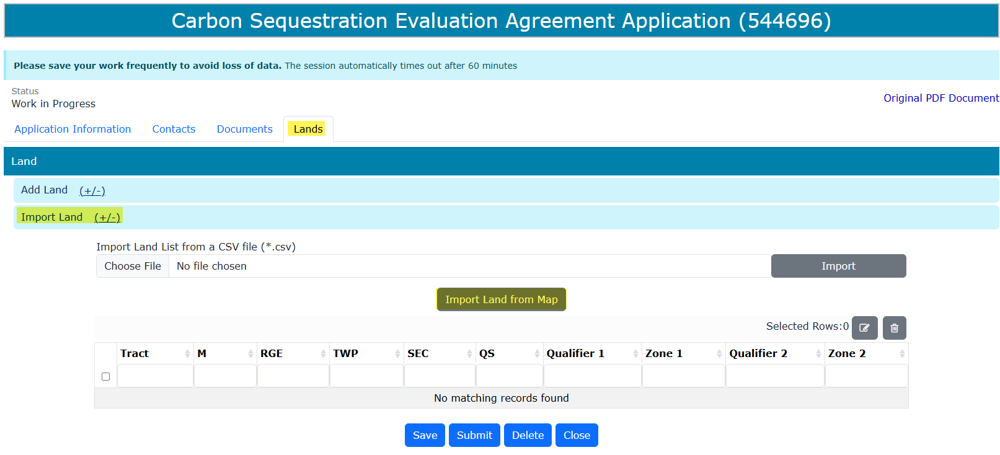 Carbon Sequestration Evaluation Agreement Application (544696)
Please save your work frequently to avoid loss of data. The session automatically times out after 60 minutes
Status
Work in Progress
Original PDF Document
Application Information Contacts Documents Lands
Land
Add Land (+/-)
Import Land (+/-)
Import Land List from a CSV file (*.csv)
Choose File No file chosen Import
Import Land from Map
Selected Rows:0
Tract M RGE TWP SEC QS Qualifier 1 Zone 1 Qualifier 2 Zone 2
No matching records found
Save Submit Delete Close